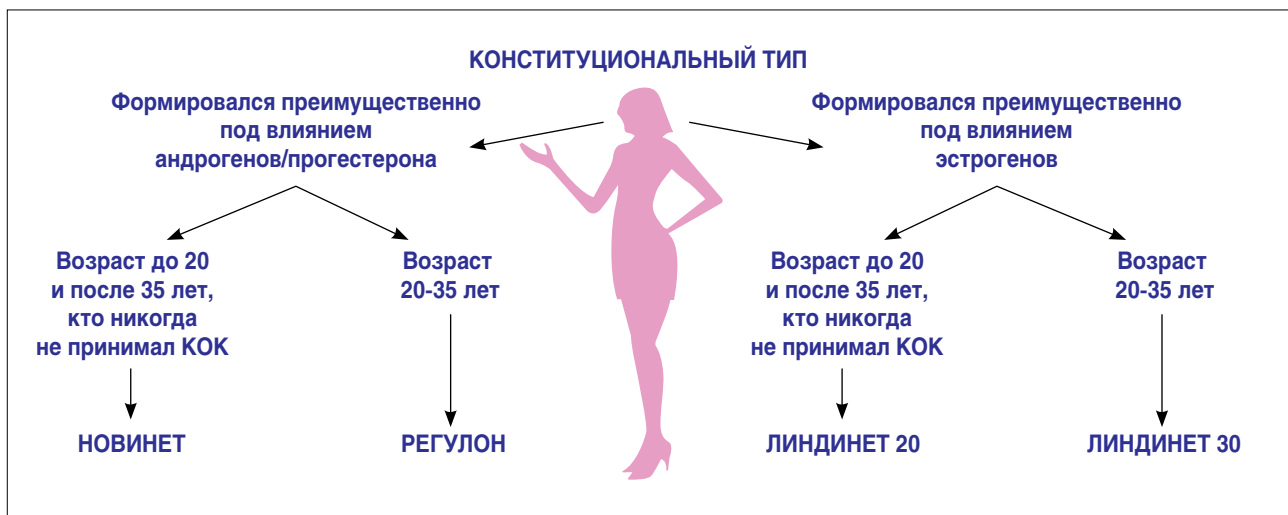 КОНСТИТУЦИОНАЛЬНЫЙ ТИП
Формировался преимущественно
под влиянием
андрогенов/прогестерона
Формировался преимущественно
под влиянием
эстрогенов
Возраст до 20
и после 35 лет,
кто никогда
не принимал КОК
Возраст
20-35 лет
Возраст до 20
и после 35 лет,
кто никогда
не принимал КОК
Возраст
20-35 лет
НОВИНЕТ
РЕГУЛОН
ЛИНДИНЕТ 20
ЛИНДИНЕТ 30